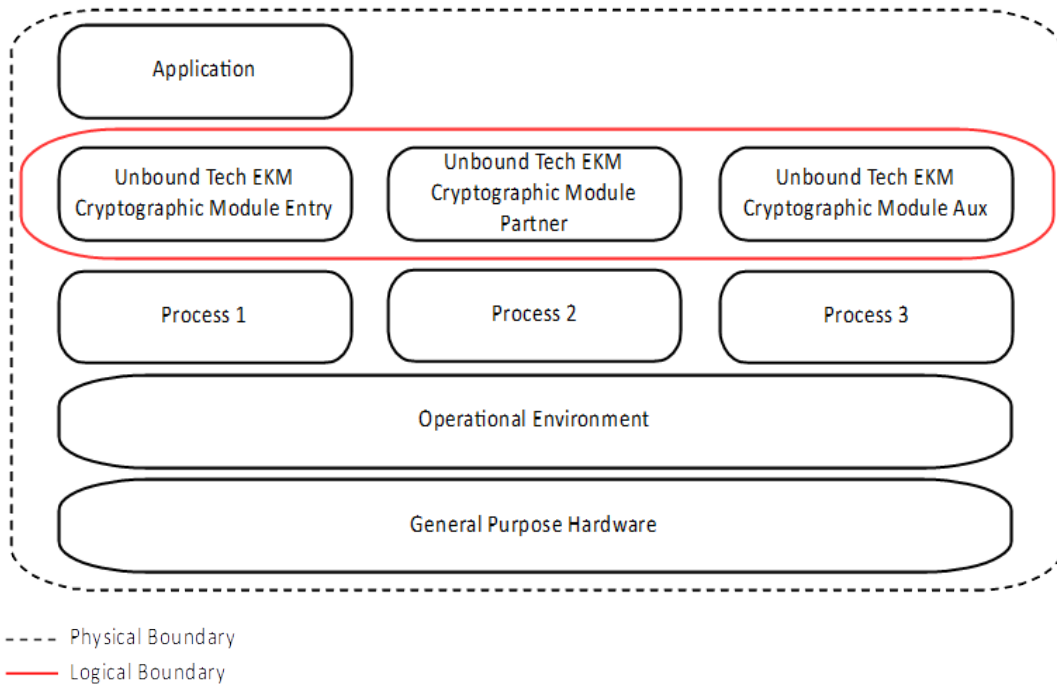 Application
Unbound Tech EKM
Cryptographic Module Entry
Unbound Tech EKM
Cryptographic Module
Partner
Unbound Tech EKM
Cryptographic Module Aux
Process 1
Process 2
Process 3
Operational Environment
General Purpose Hardware
Physical Boundary
Logical Boundary